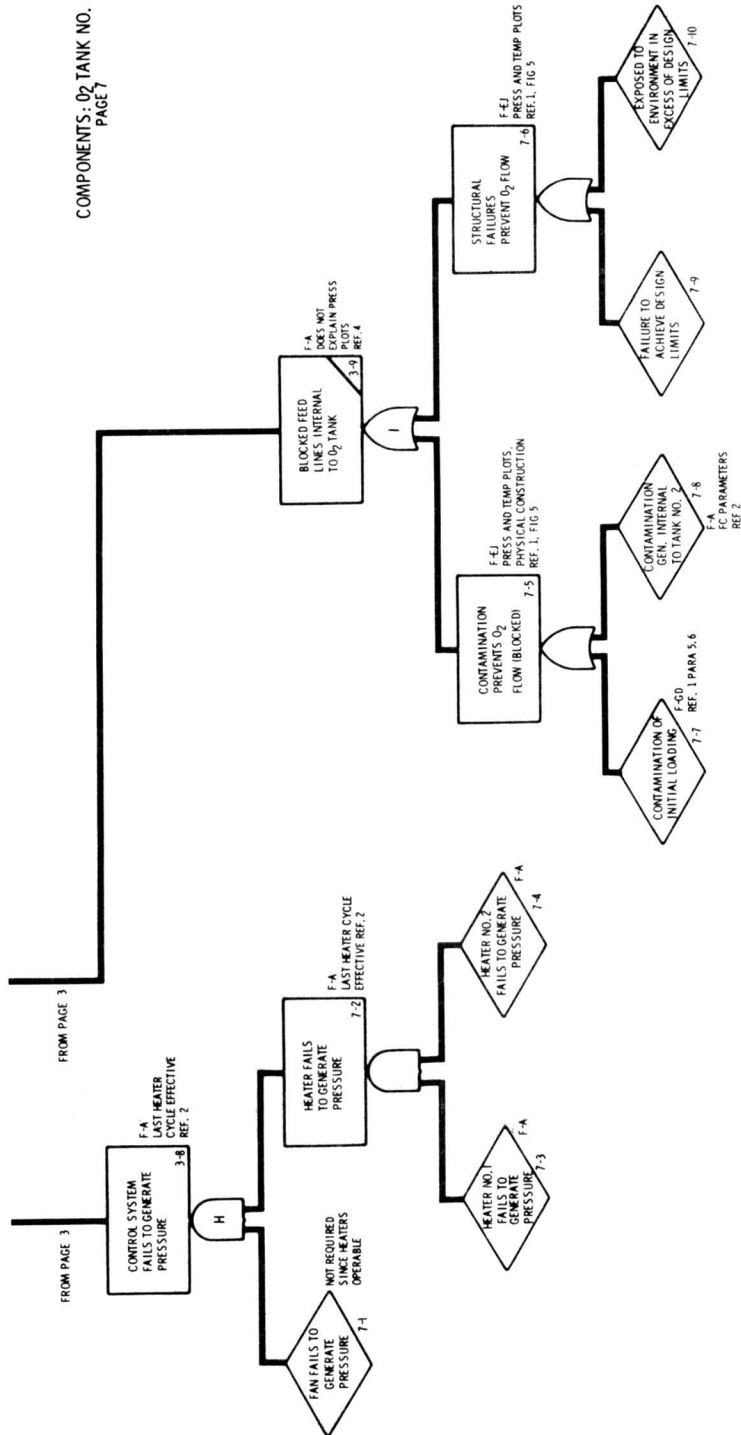 COMPONENTS: O2 TANK NO.
PAGE 7
FROM PAGE 3
F-A
LAST HEATER
CYCLE EFFECTIVE
REF. 2
CONTROL SYSTEM
FAILS TO GENERATE
PRESSURE
3-8
H
FAN FAILS TO
GENERATE
PRESSURE
7-1
NOT REQUIRED
SINCE HEATERS
OPERABLE
F-A
LAST HEATER CYCLE
EFFECTIVE REF. 2
HEATER FAILS
TO GENERATE
PRESSURE
7-2
HEATER NO.1
FAILS TO
GENERATE
PRESSURE
F-A
7-3
HEATER NO. 2
FAILS TO GENERATE
PRESSURE
F-A
7-4
FROM PAGE 3
F-A
DOES NOT
EXPLAIN PRESS
PLOTS
REF. 4
BLOCKED FEED
LINES INTERNAL
TO O2 TANK
3-9
I
F-EJ
PRESS AND TEMP PLOTS,
PHYSICAL CONSTRUCTION
REF. 1, FIG 5
CONTAMINATION
PREVENTS O2
FLOW (BLOCKED)
7-5
F-EJ
PRESS AND TEMP PLOTS
REF. 1, FIG 5
STRUCTURAL
FAILURES
PREVENT O2 FLOW
7-6
CONTAMINATION OF
INITIAL LOADING
7-7
F-GD
REF. 1 PARA 5.6
CONTAMINATION
GEN. INTERNAL
TO TANK NO. 2
7-8
F-A
FC PARAMETERS
REF 2
FAILURE TO
ACHIEVE DESIGN
LIMITS
7-9
EXPOSED TO
ENVIRONMENT IN
EXCESS OF DESIGN
LIMITS
7-10